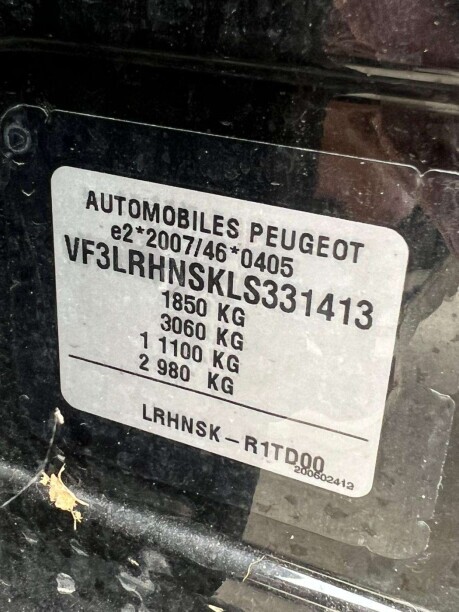 AUTOMOBILES PEUGEOT
e2*2007/46*0405
VF3LRHNSKLS331413
1850 KG
3060 KG
1 1100 KG
2 980 KG
LRHNSK-R1TD00
200602412